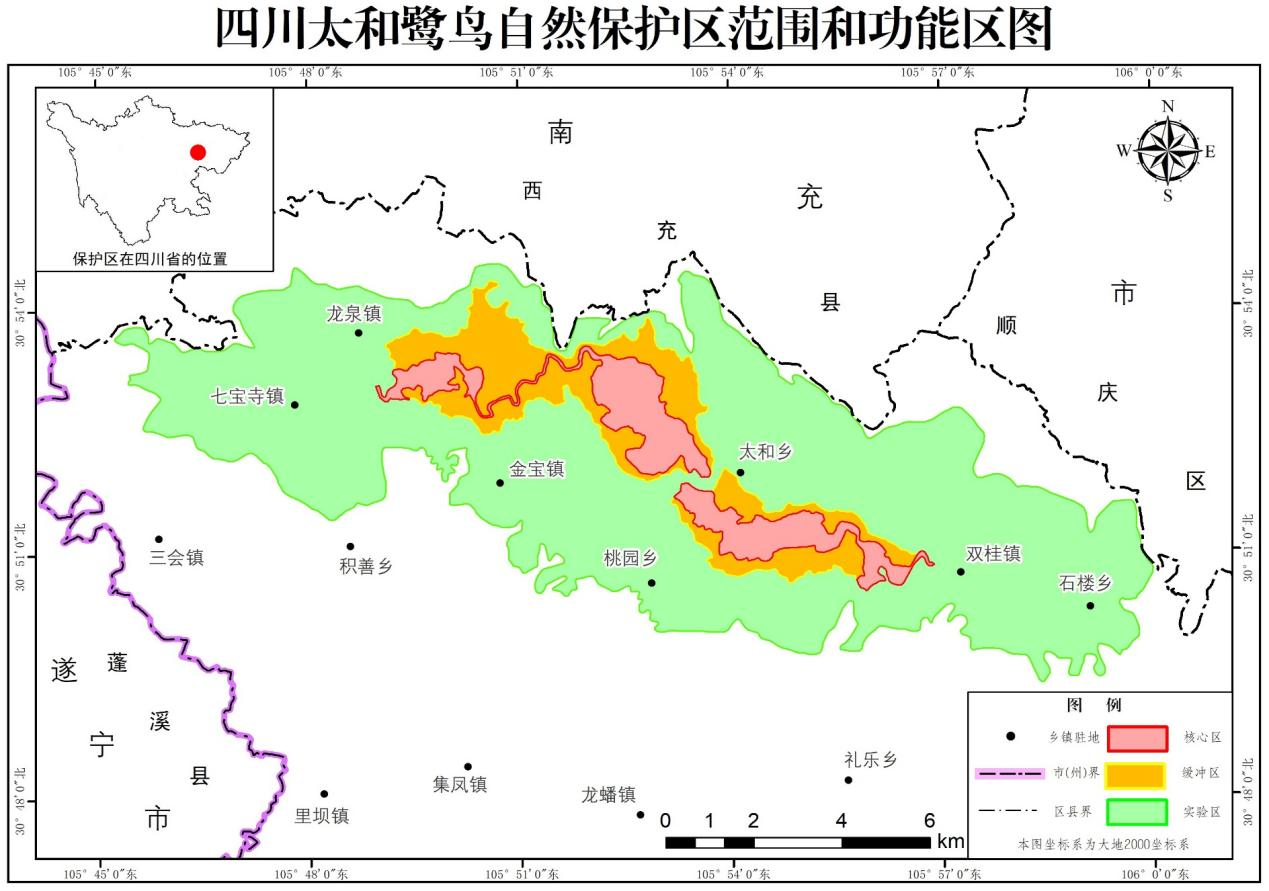 四川太和鹭鸟自然保护区范围和功能区图
105° 45' 0"东
105° 48' 0"东
105° 51' 0"东
105° 54' 0"东
105° 57' 0"东
106° 0' 0"东
保护区在四川省的位置
N
W
E
S
南
充
市
西
充
县
顺
庆
区
30° 54' 0"北
30° 54' 0"北
龙泉镇
七宝寺镇
太和乡
金宝镇
30° 51' 0"北
30° 51' 0"北
三会镇
积善乡
桃园乡
双桂镇
石楼乡
遂
宁
市
蓬
溪
县
30° 48' 0"北
30° 48' 0"北
里坝镇
集凤镇
龙蟠镇
礼乐乡
0 1 2 4 6
km
图 例
乡镇驻地
核心区
市(州)界
缓冲区
区县界
实验区
本图坐标系为大地2000坐标系
105° 45' 0"东
105° 48' 0"东
105° 51' 0"东
105° 54' 0"东
105° 57' 0"东
106° 0' 0"东